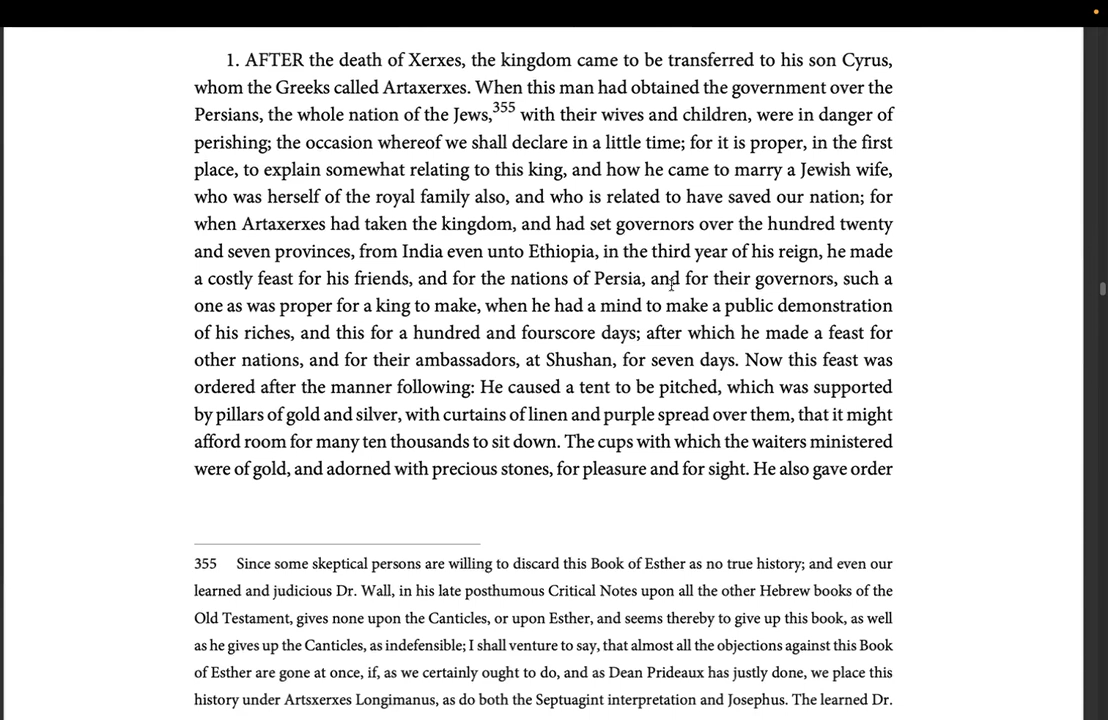 1. AFTER the death of Xerxes, the kingdom came to be transferred to his son Cyrus,
whom the Greeks called Artaxerxes. When this man had obtained the government over the
Persians, the whole nation of the Jews,355 with their wives and children, were in danger of
perishing; the occasion whereof we shall declare in a little time; for it is proper, in the first
place, to explain somewhat relating to this king, and how he came to marry a Jewish wife,
who was herself of the royal family also, and who is related to have saved our nation; for
when Artaxerxes had taken the kingdom, and had set governors over the hundred twenty
and seven provinces, from India even unto Ethiopia, in the third year of his reign, he made
a costly feast for his friends, and for the nations of Persia, and for their governors, such a
one as was proper for a king to make, when he had a mind to make a public demonstration
of his riches, and this for a hundred and fourscore days; after which he made a feast for
other nations, and for their ambassadors, at Shushan, for seven days. Now this feast was
ordered after the manner following: He caused a tent to be pitched, which was supported
by pillars of gold and silver, with curtains of linen and purple spread over them, that it might
afford room for many ten thousands to sit down. The cups with which the waiters ministered
were of gold, and adorned with precious stones, for pleasure and for sight. He also gave order
355 Since some skeptical persons are willing to discard this Book of Esther as no true history; and even our
learned and judicious Dr. Wall, in his late posthumous Critical Notes upon all the other Hebrew books of the
Old Testament, gives none upon the Canticles, or upon Esther, and seems thereby to give up this book, as well
as he gives up the Canticles, as indefensible; I shall venture to say, that almost all the objections against this Book
of Esther are gone at once, if, as we certainly ought to do, and as Dean Prideaux has justly done, we place this
history under Artsxerxes Longimanus, as do both the Septuagint interpretation and Josephus. The learned Dr.